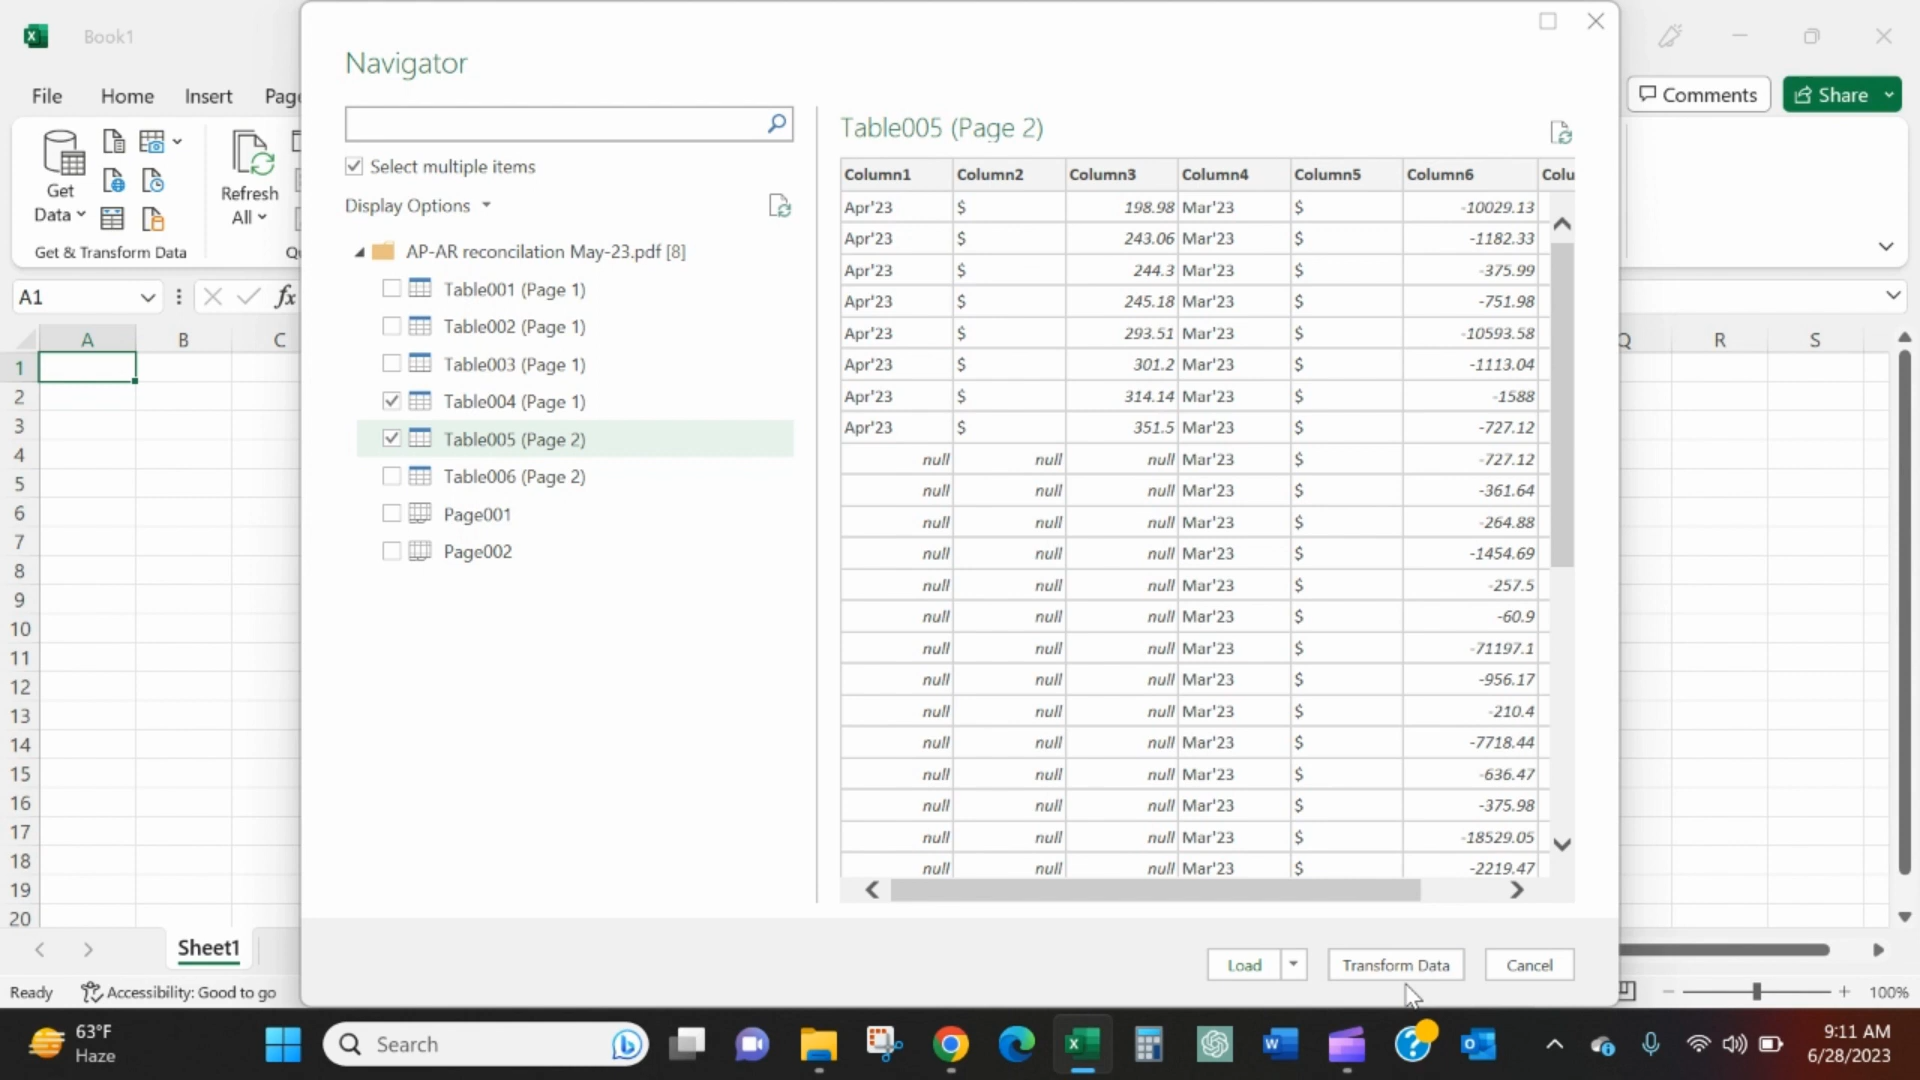 Book1
File Home Insert Page
Comments
Share
Get
Data
Refresh
All
Get & Transform Data
A1
fx
A B C Q R S
1
2
3
4
5
6
7
8
9
10
11
12
13
14
15
16
17
18
19
20
Sheet1
Ready
Accessibility: Good to go
100%
Navigator
Select multiple items
Display Options
AP-AR reconcilation May-23.pdf [8]
Table001 (Page 1)
Table002 (Page 1)
Table003 (Page 1)
Table004 (Page 1)
Table005 (Page 2)
Table006 (Page 2)
Page001
Page002
Table005 (Page 2)
Column1 Column2 Column3 Column4 Column5 Column6 Colu
Apr'23 $ 198.98 Mar'23 $ -10029.13
Apr'23 $ 243.06 Mar'23 $ -1182.33
Apr'23 $ 244.3 Mar'23 $ -375.99
Apr'23 $ 245.18 Mar'23 $ -751.98
Apr'23 $ 293.51 Mar'23 $ -10593.58
Apr'23 $ 301.2 Mar'23 $ -1113.04
Apr'23 $ 314.14 Mar'23 $ -1588
Apr'23 $ 351.5 Mar'23 $ -727.12
null null null Mar'23 $ -727.12
null null null Mar'23 $ -361.64
null null null Mar'23 $ -264.88
null null null Mar'23 $ -1454.69
null null null Mar'23 $ -257.5
null null null Mar'23 $ -60.9
null null null Mar'23 $ -71197.1
null null null Mar'23 $ -956.17
null null null Mar'23 $ -210.4
null null null Mar'23 $ -7718.44
null null null Mar'23 $ -636.47
null null null Mar'23 $ -375.98
null null null Mar'23 $ -18529.05
null null null Mar'23 $ -2219.47
Load
Transform Data
Cancel
63°F
Haze
Search
9:11 AM
6/28/2023